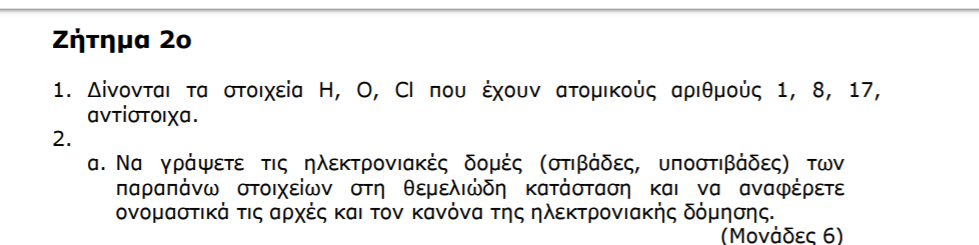 Ζήτημα 2ο
1. Δίνονται τα στοιχεία H, O, Cl που έχουν ατομικούς αριθμούς 1, 8, 17,
αντίστοιχα.
2.
α. Να γράψετε τις ηλεκτρονιακές δομές (στιβάδες, υποστιβάδες) των
παραπάνω στοιχείων στη θεμελιώδη κατάσταση και να αναφέρετε
ονομαστικά τις αρχές και τον κανόνα της ηλεκτρονιακής δόμησης.
(Μονάδες 6)